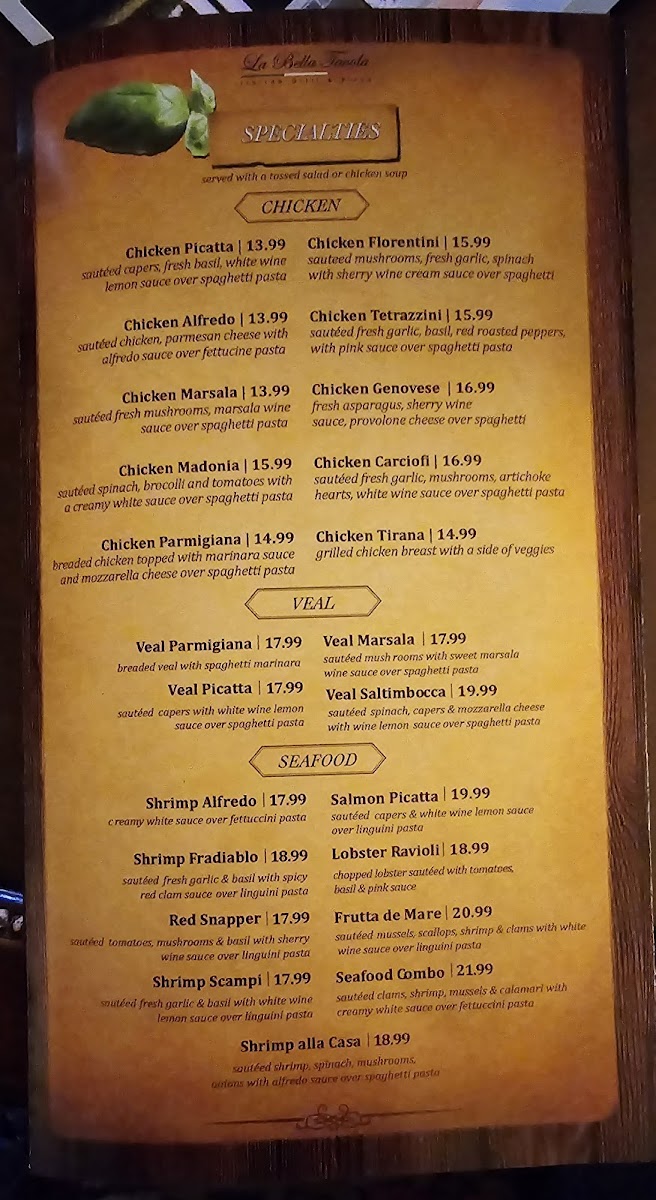 La Bella Tavola
SPECIALTIES
served with a tossed salad or chicken soup
CHICKEN
Chicken Picatta | 13.99
sautéed capers, fresh basil, white wine
lemon sauce over spaghetti pasta
Chicken Florentini | 15.99
sauteed mushrooms, fresh garlic, spinach
with sherry wine cream sauce over spaghetti
Chicken Alfredo | 13.99
sautéed chicken, parmesan cheese with
alfredo sauce over fettucine pasta
Chicken Tetrazzini | 15.99
sautéed fresh garlic, basil, red roasted peppers,
with pink sauce over spaghetti pasta
Chicken Marsala | 13.99
sautéed fresh mushrooms, marsala wine
sauce over spaghetti pasta
Chicken Genovese | 16.99
fresh asparagus, sherry wine
sauce, provolone cheese over spaghetti
Chicken Madonia | 15.99
sautéed spinach, brocolli and tomatoes with
a creamy white sauce over spaghetti pasta
Chicken Carciofi | 16.99
sautéed fresh garlic, mushrooms, artichoke
hearts, white wine sauce over spaghetti pasta
Chicken Parmigiana | 14.99
breaded chicken topped with marinara sauce
and mozzarella cheese over spaghetti pasta
Chicken Tirana | 14.99
grilled chicken breast with a side of veggies
VEAL
Veal Parmigiana | 17.99
breaded veal with spaghetti marinara
Veal Marsala | 17.99
sautéed mush rooms with sweet marsala
wine sauce over spaghetti pasta
Veal Picatta | 17.99
sautéed capers with white wine lemon
sauce over spaghetti pasta
Veal Saltimbocca | 19.99
sautéed spinach, capers & mozzarella cheese
with wine lemon sauce over spaghetti pasta
SEAFOOD
Shrimp Alfredo | 17.99
creamy white sauce over fettuccini pasta
Salmon Picatta | 19.99
sautéed capers & white wine lemon sauce
over linguini pasta
Shrimp Fradiablo | 18.99
sautéed fresh garlic & basil with spicy
red clam sauce over linguini pasta
Lobster Ravioli | 18.99
chopped lobster sautéed with tomatoes,
basil & pink sauce
Red Snapper | 17.99
sautéed tomatoes, mushrooms & basil with sherry
wine sauce over linguini pasta
Frutta de Mare | 20.99
sautéed mussels, scallops, shrimp & clams with white
wine sauce over linguini pasta
Shrimp Scampi | 17.99
sautéed fresh garlic & basil with white wine
lemon sauce over linguini pasta
Seafood Combo | 21.99
sautéed clams, shrimp, mussels & calamari with
creamy white sauce over fettuccini pasta
Shrimp alla Casa | 18.99
sautéed shrimp, spinach, mushrooms,
onions with alfredo sauce over spaghetti pasta